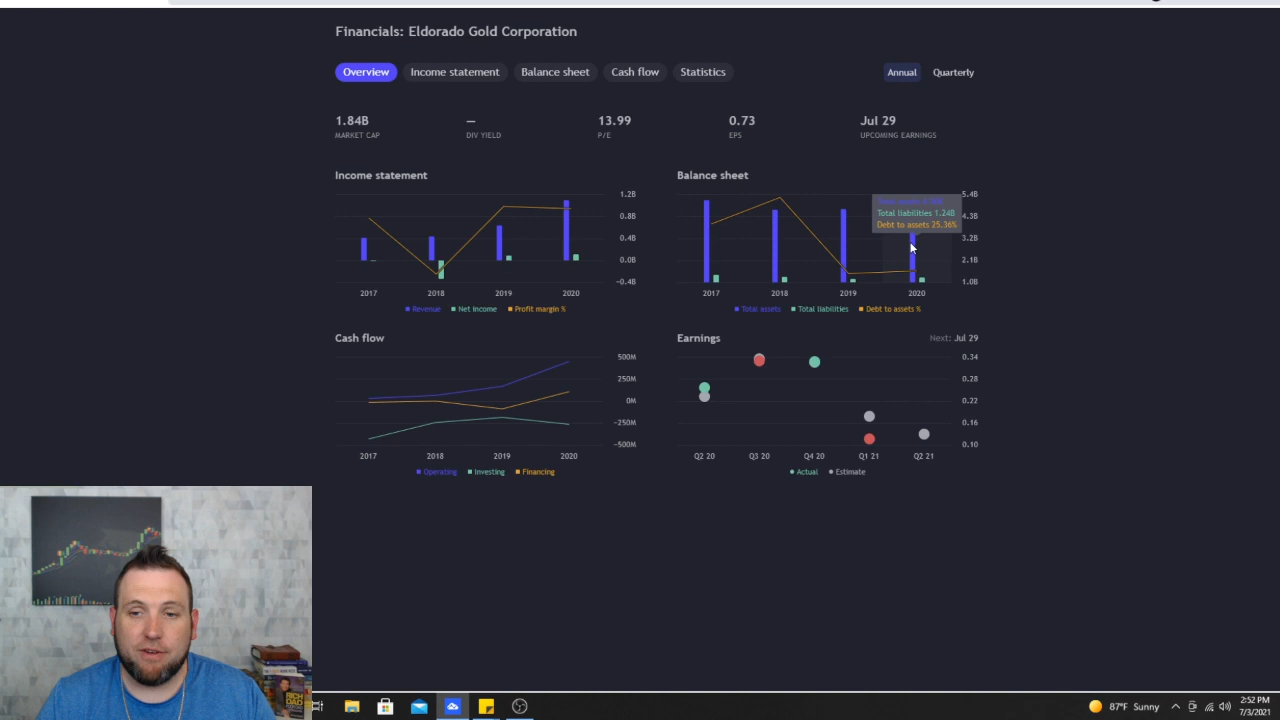 Financials: Eldorado Gold Corporation
Overview Income statement Balance sheet Cash flow Statistics Annual Quarterly
1.84B — 13.99 0.73 Jul 29
MARKET CAP DIV YIELD P/E EPS UPCOMING EARNINGS
Income statement
1.2B
0.8B
0.4B
0.0B
-0.4B
2017 2018 2019 2020
Revenue Net income Profit margin %
Balance sheet
Total assets
Total liabilities 1.24B
Debt to assets 25.36%
5.4B
4.3B
3.2B
2.1B
1.0B
2017 2018 2019 2020
Total assets Total liabilities Debt to assets %
Cash flow
500M
250M
0M
-250M
-500M
2017 2018 2019 2020
Operating Investing Financing
Earnings Next: Jul 29
0.34
0.28
0.22
0.16
0.10
Q2 20 Q3 20 Q4 20 Q1 21 Q2 21
Actual Estimate
RICH
DAD
87°F Sunny
2:52 PM
7/3/2021